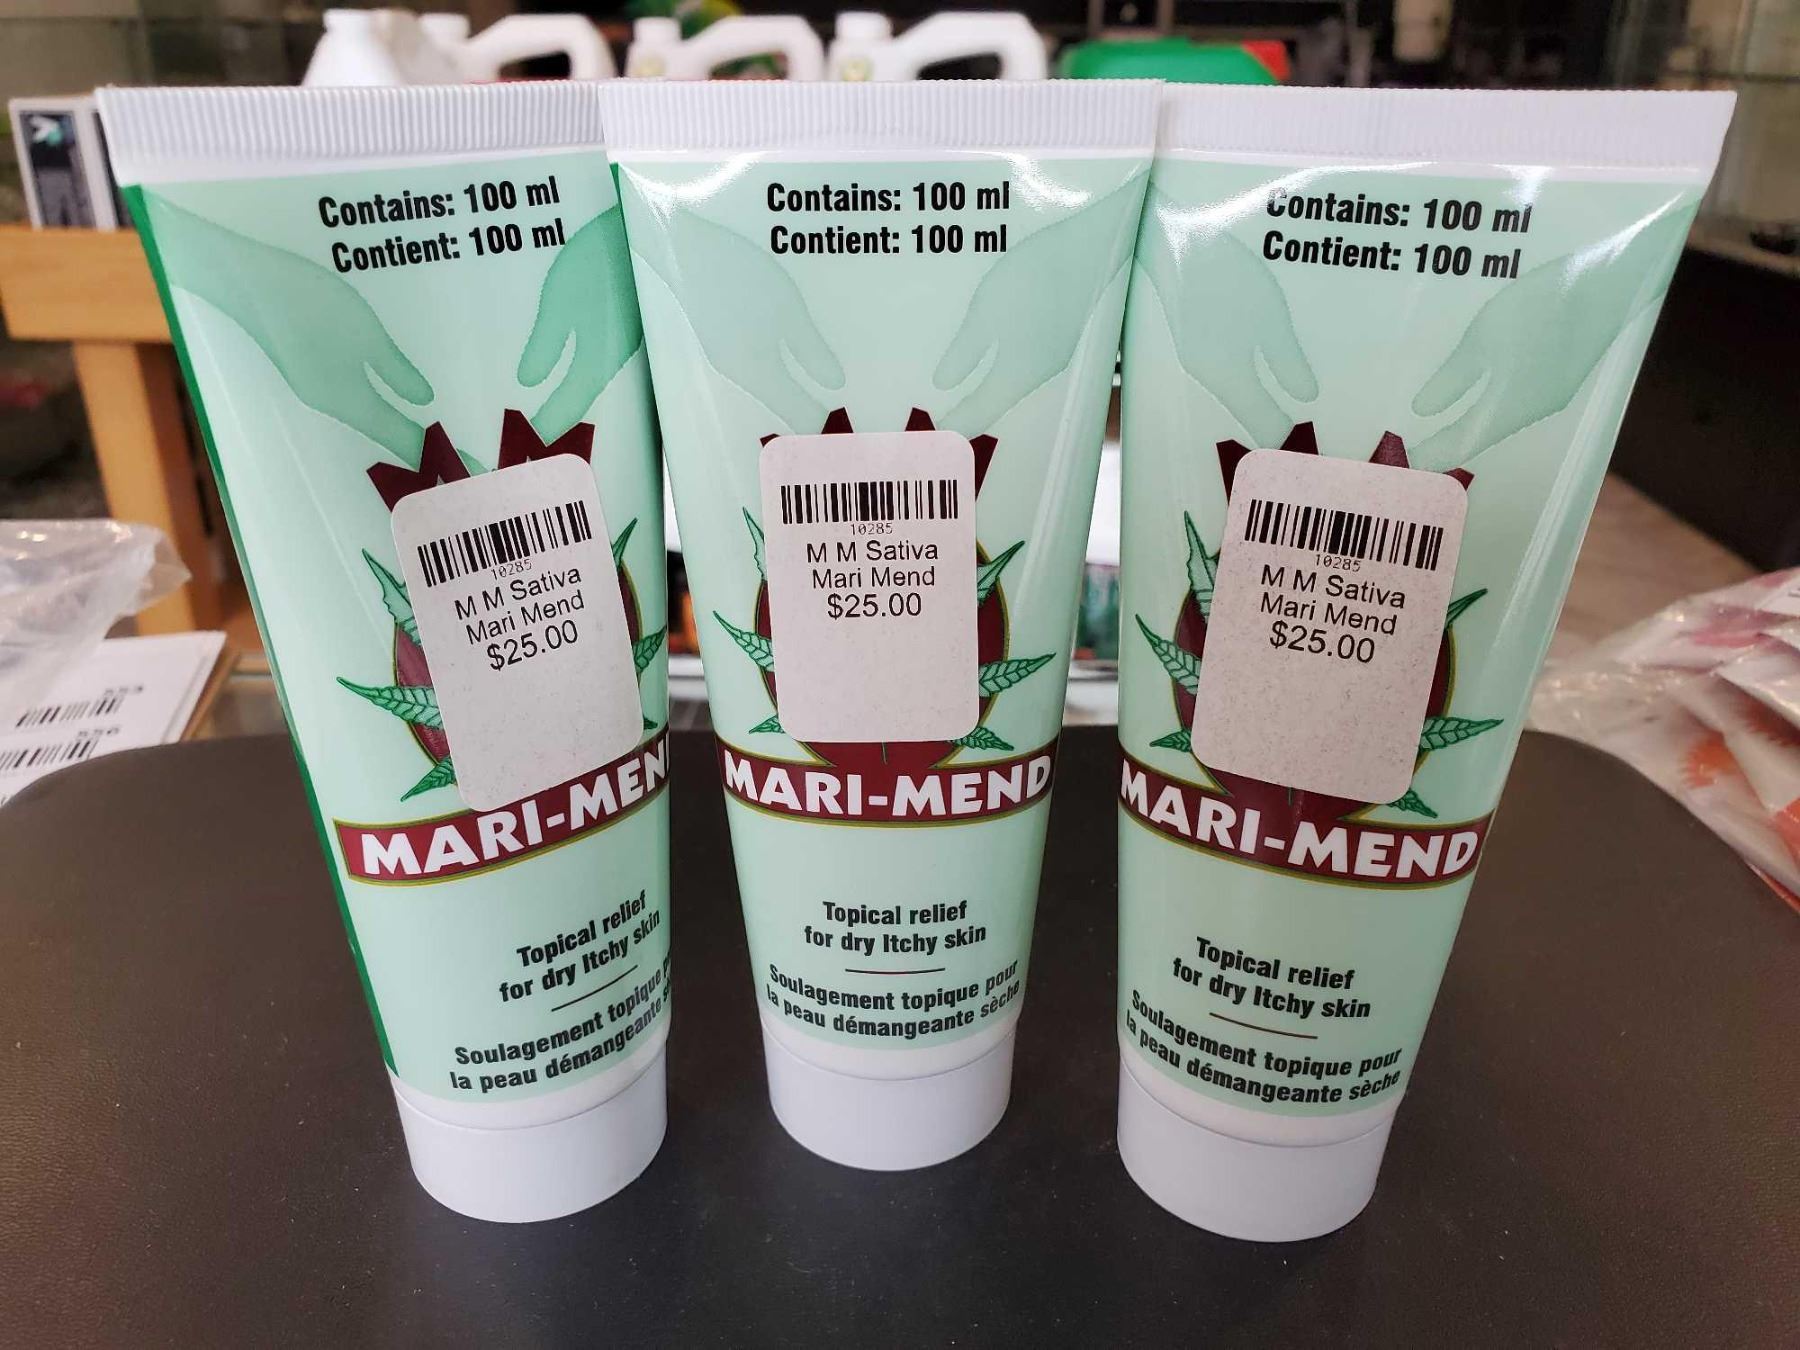 Contains: 100 ml
Contient: 100 ml
10285
M M Sativa
Mari Mend
$25.00
MARI-MEN
Topical relief
for dry Itchy skin
Soulagement topique
la peau démangeante
Contains: 100 ml
Contient: 100 ml
10285
M M Sativa
Mari Mend
$25.00
MARI-MEND
Topical relief
for dry Itchy skin
Soulagement topique pour
la peau démangeante sèche
Contains: 100 ml
Contient: 100 ml
10285
M M Sativa
Mari Mend
$25.00
MARI-MEND
Topical relief
for dry Itchy skin
Soulagement topique pour
la peau démangeante sèche